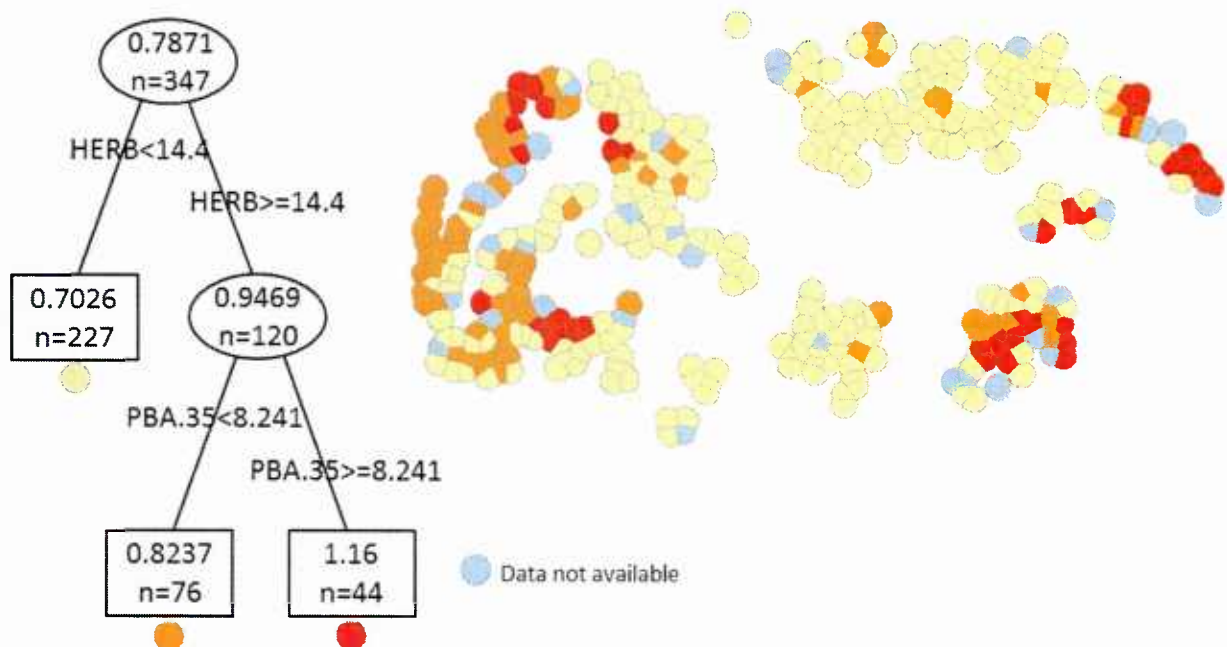 0.7871
n=347
HERB<14.4
HERB>=14.4
0.7026
n=227
0.9469
n=120
PBA.35<8.241
PBA.35>=8.241
0.8237
n=76
1.16
n=44
Data not available